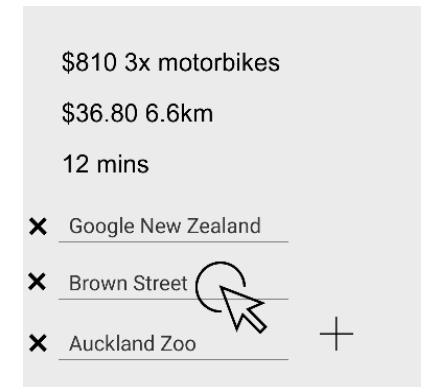 $810 3x motorbikes
$36.80 6.6km
12 mins
Google New Zealand
Brown Street
Auckland Zoo